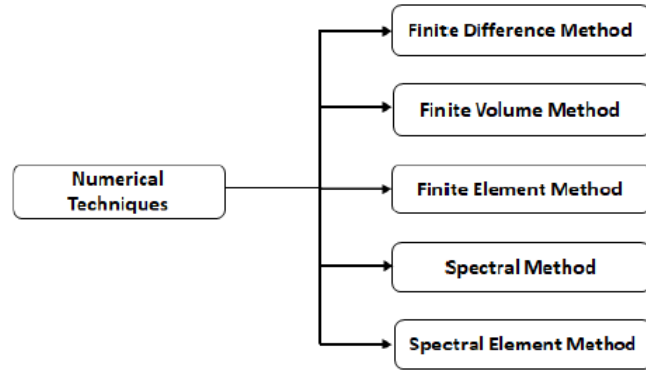 Finite Difference Method
Finite Volume Method
Numerical
Techniques
Finite Element Method
Spectral Method
Spectral Element Method